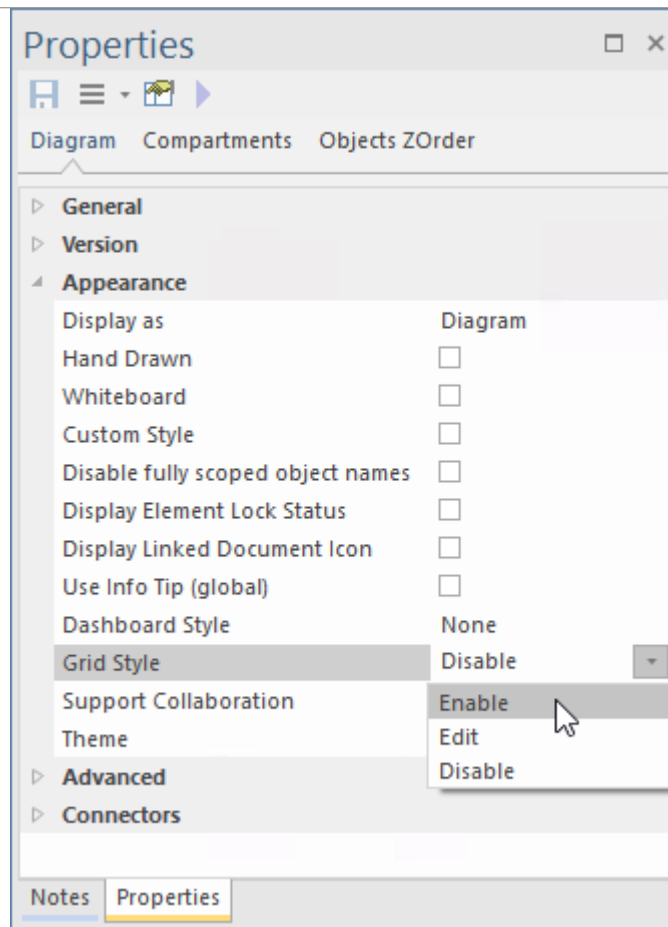 Properties
Diagram Compartments Objects ZOrder
General
Version
Appearance
Display as Diagram
Hand Drawn
Whiteboard
Custom Style
Disable fully scoped object names
Display Element Lock Status
Display Linked Document Icon
Use Info Tip (global)
Dashboard Style None
Grid Style Disable
Support Collaboration Enable
Theme Edit
Advanced Disable
Connectors
Notes Properties